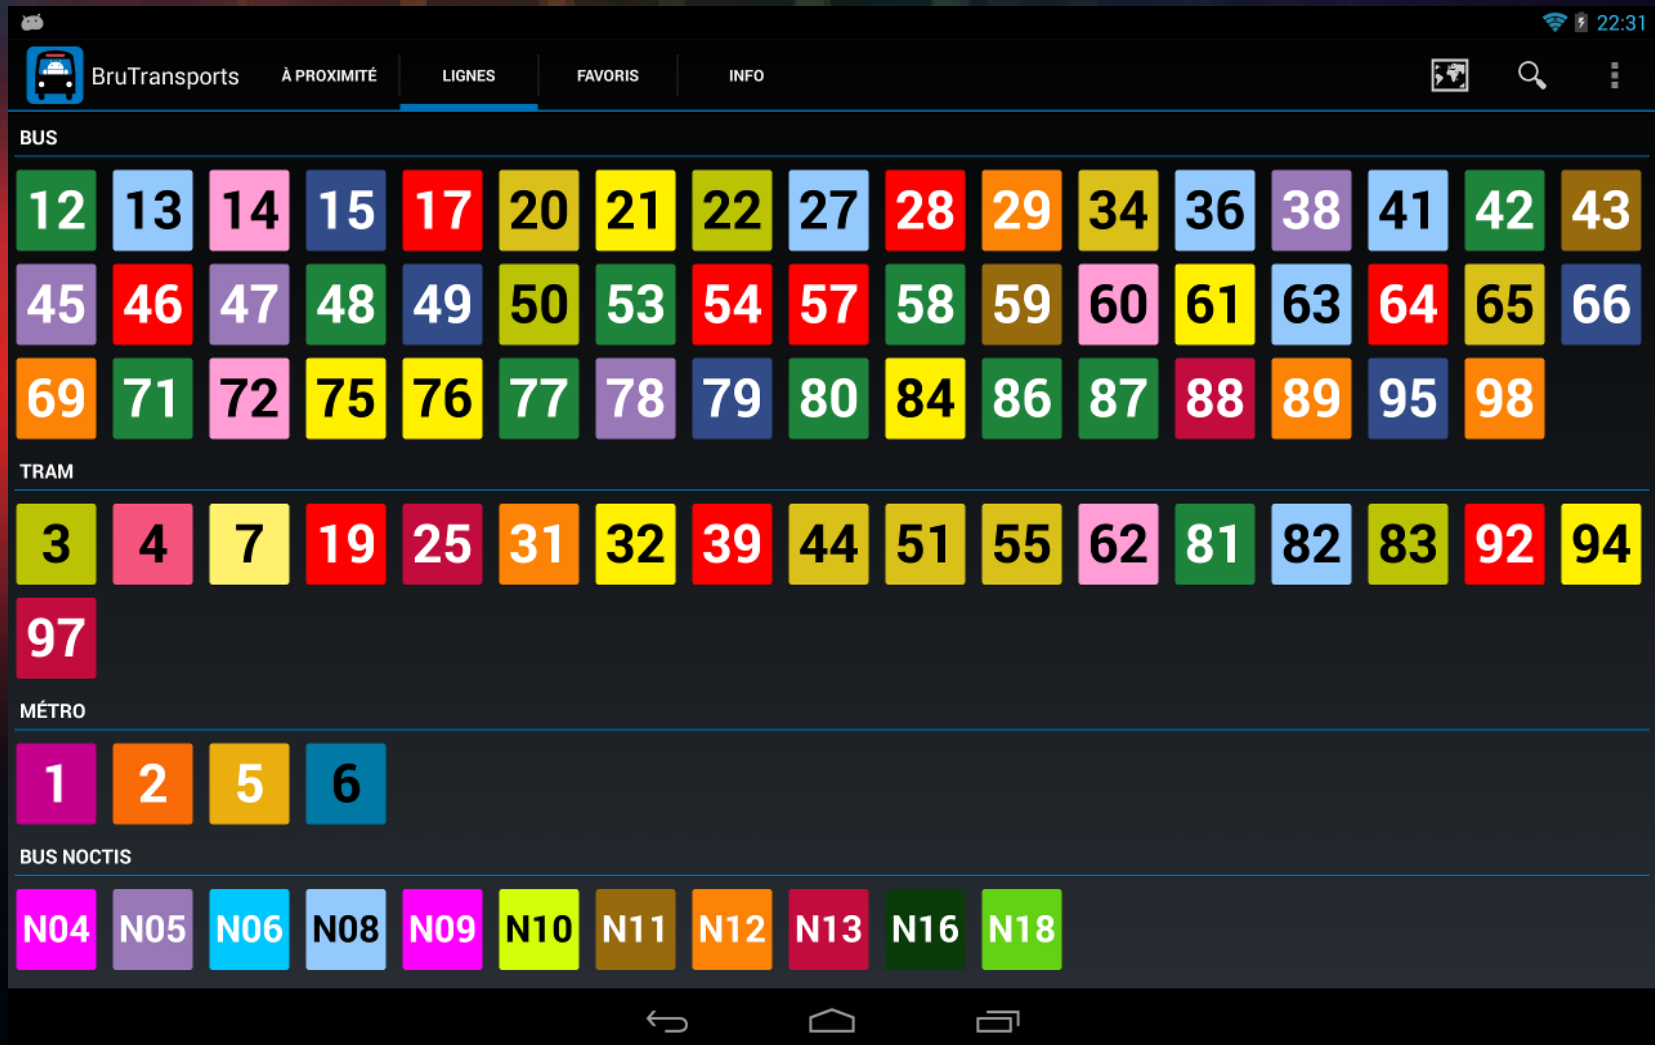 22:31
BruTransports À PROXIMITÉ LIGNES FAVORIS INFO
BUS
12 13 14 15 17 20 21 22 27 28 29 34 36 38 41 42 43
45 46 47 48 49 50 53 54 57 58 59 60 61 63 64 65 66
69 71 72 75 76 77 78 79 80 84 86 87 88 89 95 98
TRAM
3 4 7 19 25 31 32 39 44 51 55 62 81 82 83 92 94
97
MÉTRO
1 2 5 6
BUS NOCTIS
N04 N05 N06 N08 N09 N10 N11 N12 N13 N16 N18